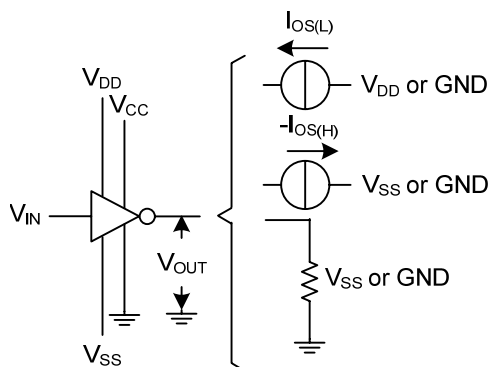 I_OS(L)
V_DD or GND
V_DD
V_CC
-I_OS(H)
V_SS or GND
V_IN
V_OUT
V_SS or GND
V_SS